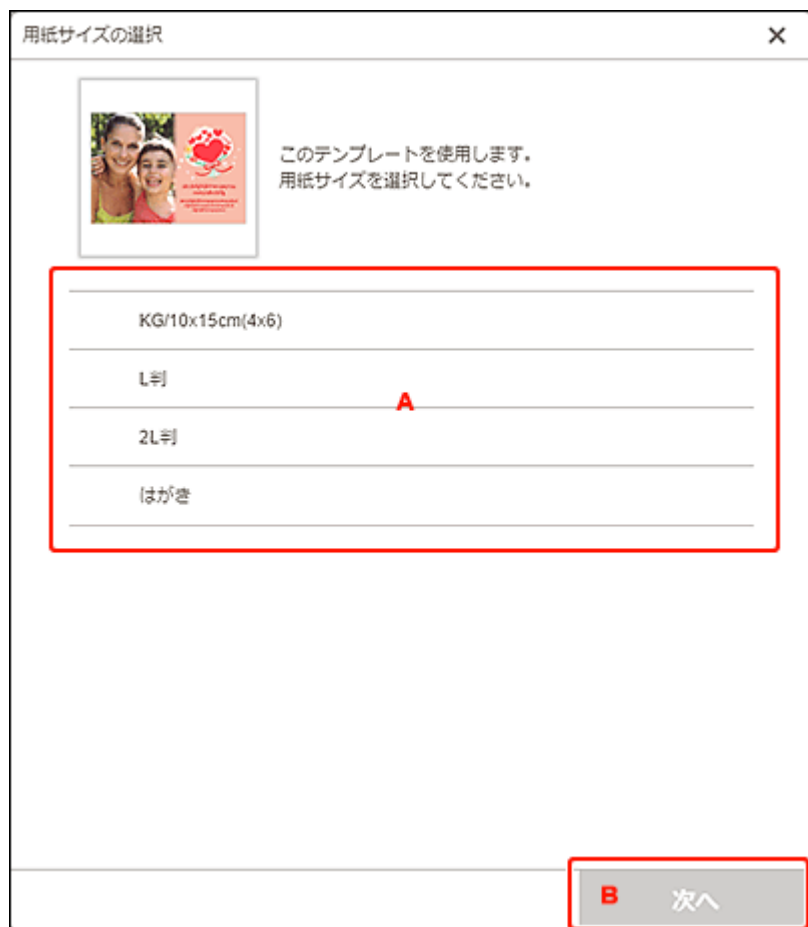 用紙サイズの選択
このテンプレートを使用します。
用紙サイズを選択してください。
KG/10x15cm(4x6)
L判
A
2L判
はがき
B 次へ